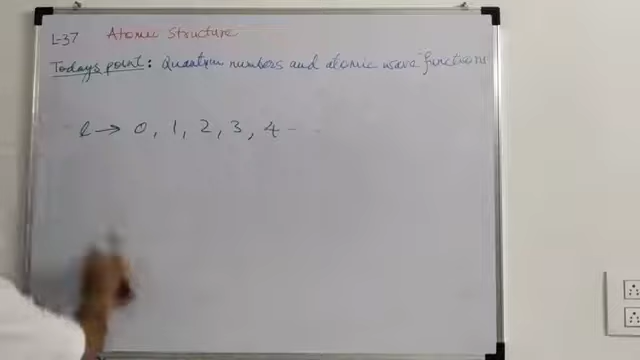 L-37 Atomic Structure
Todays point : Quantum numbers and atomic wave functions
l → 0, 1, 2, 3, 4 --